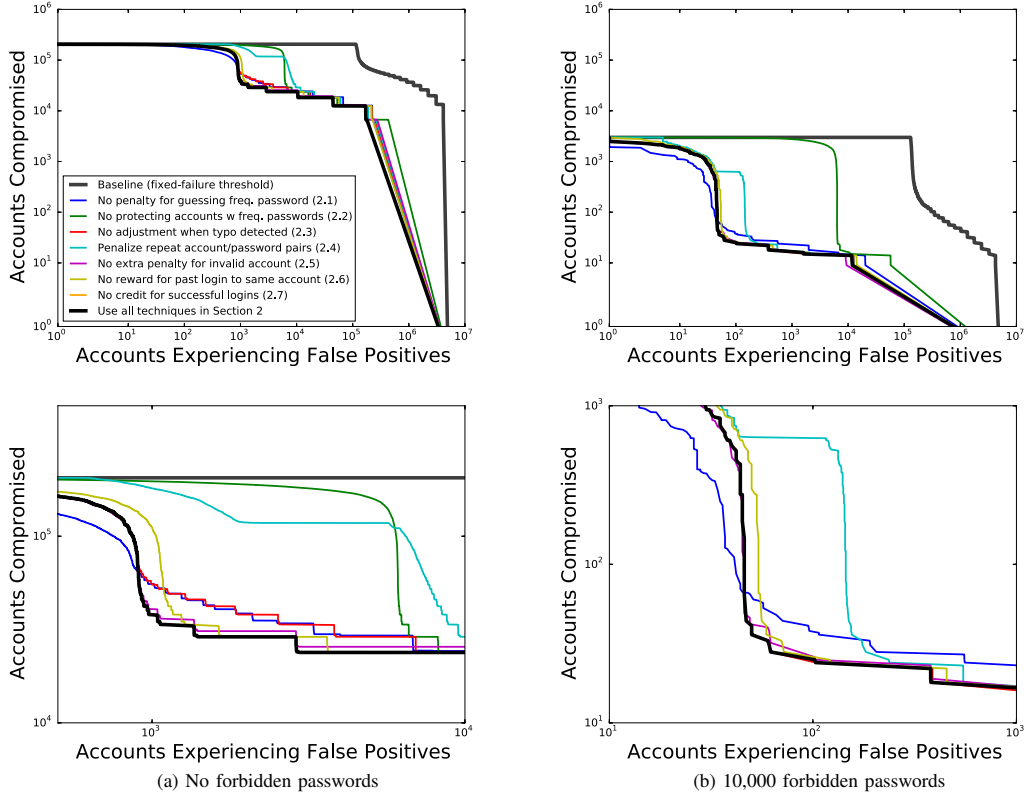 10^6
10^5
10^4
10^3
10^2
10^1
10^0
Accounts Compromised
Baseline (fixed-failure threshold)
No penalty for guessing freq. password (2.1)
No protecting accounts w freq. passwords (2.2)
No adjustment when typo detected (2.3)
Penalize repeat account/password pairs (2.4)
No extra penalty for invalid account (2.5)
No reward for past login to same account (2.6)
No credit for successful logins (2.7)
Use all techniques in Section 2
10^0 10^1 10^2 10^3 10^4 10^5 10^6 10^7
Accounts Experiencing False Positives
10^6
10^5
10^4
10^3
10^2
10^1
10^0
Accounts Compromised
10^0 10^1 10^2 10^3 10^4 10^5 10^6 10^7
Accounts Experiencing False Positives
10^5
10^4
Accounts Compromised
10^3 10^4
Accounts Experiencing False Positives
(a) No forbidden passwords
10^3
10^2
10^1
Accounts Compromised
10^1 10^2 10^3
Accounts Experiencing False Positives
(b) 10,000 forbidden passwords